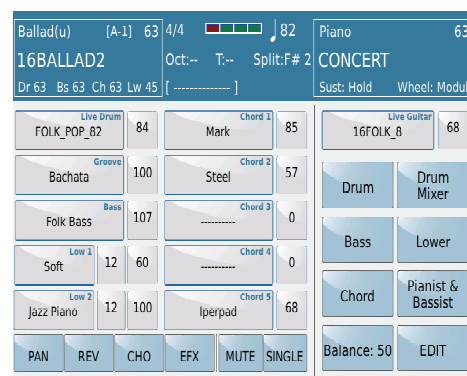 Ballad(u) [A-1] 63 4/4 82 Piano 63
16BALLAD2 Oct:-- T:-- Split:F# 2 CONCERT
Dr 63 Bs 63 Ch 63 Lw 45 [ -------------- ] Sust: Hold Wheel: Modul
Live Drum Chord 1 Live Guitar
FOLK_POP_82 84 Mark 85 16FOLK_8 68
Groove Chord 2
Bachata 100 Steel 57 Drum Drum Mixer
Bass Chord 3
Folk Bass 107 ---------- 0 Bass Lower
Low 1 Chord 4
Soft 12 60 ---------- 0 Chord Pianist & Bassist
Low 2 Chord 5
Jazz Piano 12 100 Iperpad 68
PAN REV CHO EFX MUTE SINGLE Balance: 50 EDIT